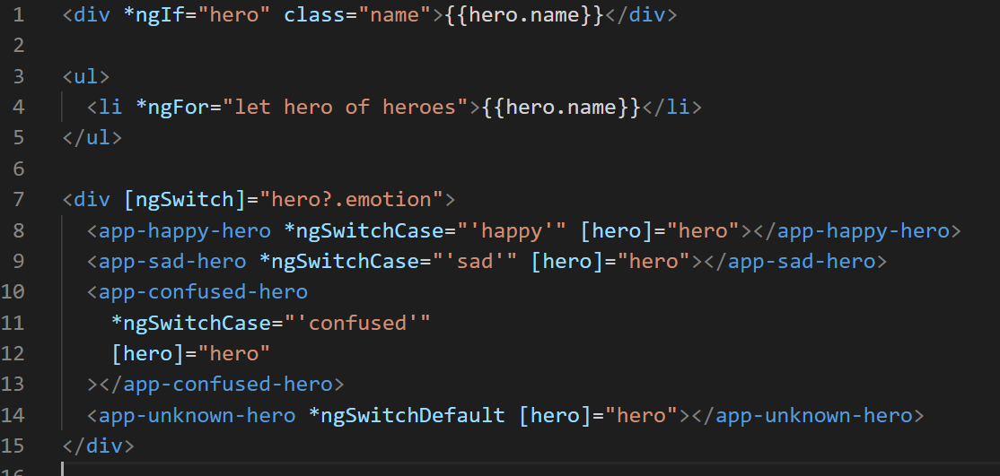 1 <div *ngIf="hero" class="name">{{hero.name}}</div>
2
3 <ul>
4   <li *ngFor="let hero of heroes">{{hero.name}}</li>
5 </ul>
6
7 <div [ngSwitch]="hero?.emotion">
8   <app-happy-hero *ngSwitchCase="'happy'" [hero]="hero"></app-happy-hero>
9   <app-sad-hero *ngSwitchCase="'sad'" [hero]="hero"></app-sad-hero>
10   <app-confused-hero
11     *ngSwitchCase="'confused'"
12     [hero]="hero"
13   ></app-confused-hero>
14   <app-unknown-hero *ngSwitchDefault [hero]="hero"></app-unknown-hero>
15 </div>
16